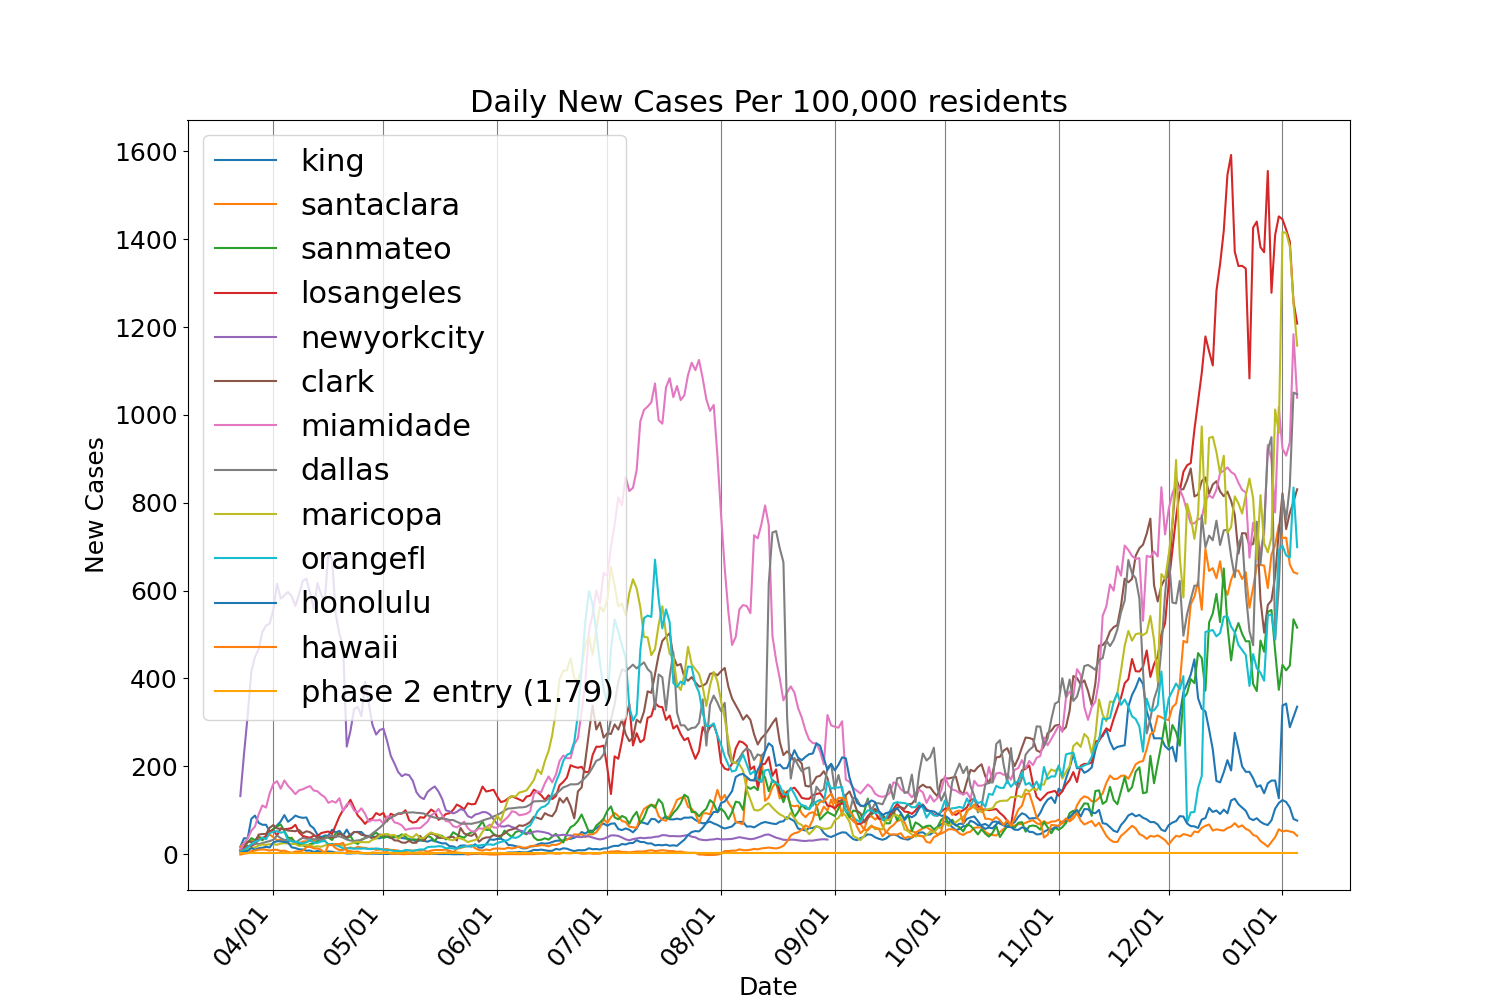 Daily New Cases Per 100,000 residents
1600
1400
1200
1000
800
600
400
200
0
New Cases
king
santaclara
sanmateo
losangeles
newyorkcity
clark
miamidade
dallas
maricopa
orangefl
honolulu
hawaii
phase 2 entry (1.79)
04/01
05/01
06/01
07/01
08/01
09/01
10/01
11/01
12/01
01/01
Date